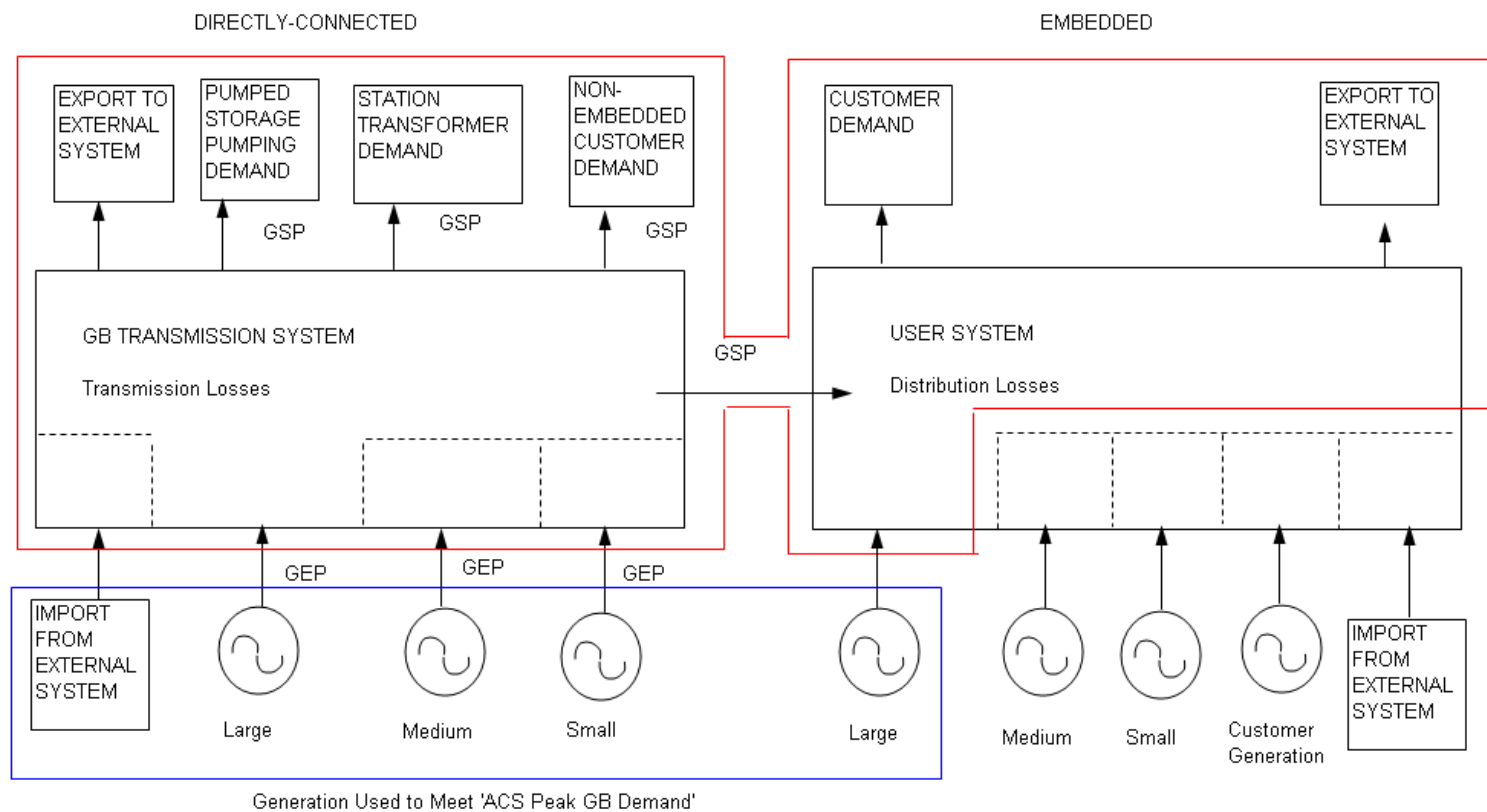 DIRECTLY-CONNECTED
EMBEDDED
EXPORT TO
EXTERNAL
SYSTEM
PUMPED
STORAGE
PUMPING
DEMAND
STATION
TRANSFORMER
DEMAND
NON-
EMBEDDED
CUSTOMER
DEMAND
CUSTOMER
DEMAND
EXPORT TO
EXTERNAL
SYSTEM
GSP
GSP
GSP
GB TRANSMISSION SYSTEM
Transmission Losses
GSP
USER SYSTEM
Distribution Losses
GEP
GEP
GEP
IMPORT
FROM
EXTERNAL
SYSTEM
Large
Medium
Small
Large
Medium
Small
Customer
Generation
IMPORT
FROM
EXTERNAL
SYSTEM
Generation Used to Meet 'ACS Peak GB Demand'